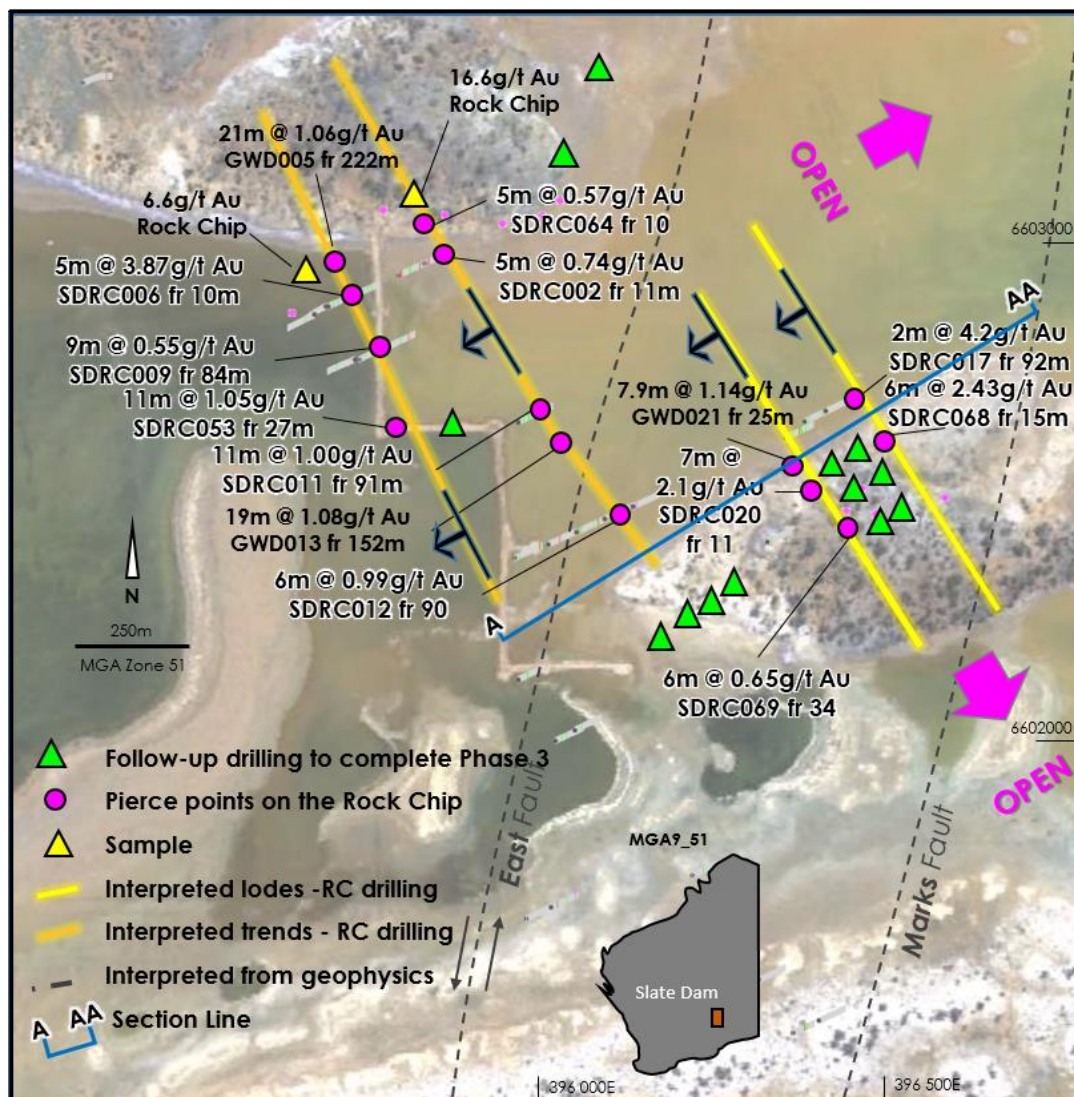 16.6g/t Au
Rock Chip
21m @ 1.06g/t Au
GWD005 fr 222m
6.6g/t Au
Rock Chip
5m @ 0.57g/t Au
SDRC064 fr 10
5m @ 3.87g/t Au
SDRC006 fr 10m
5m @ 0.74g/t Au
SDRC002 fr 11m
9m @ 0.55g/t Au
SDRC009 fr 84m
11m @ 1.05g/t Au
SDRC053 fr 27m
11m @ 1.00g/t Au
SDRC011 fr 91m
19m @ 1.08g/t Au
GWD013 fr 152m
6m @ 0.99g/t Au
SDRC012 fr 90
OPEN
6603000
AA
2m @ 4.2g/t Au
SDRC017 fr 92m
7.9m @ 1.14g/t Au
GWD021 fr 25m
6m @ 2.43g/t Au
SDRC068 fr 15m
7m @
2.1g/t Au
SDRC020
fr 11
A
6m @ 0.65g/t Au
SDRC069 fr 34
6602000
OPEN
N
250m
MGA Zone 51
Follow-up drilling to complete Phase 3
Pierce points on the Rock Chip
Sample
Interpreted lodes -RC drilling
Interpreted trends - RC drilling
Interpreted from geophysics
A AA Section Line
East Fault
Marks Fault
MGA9_51
Slate Dam
396 000E
396 500E